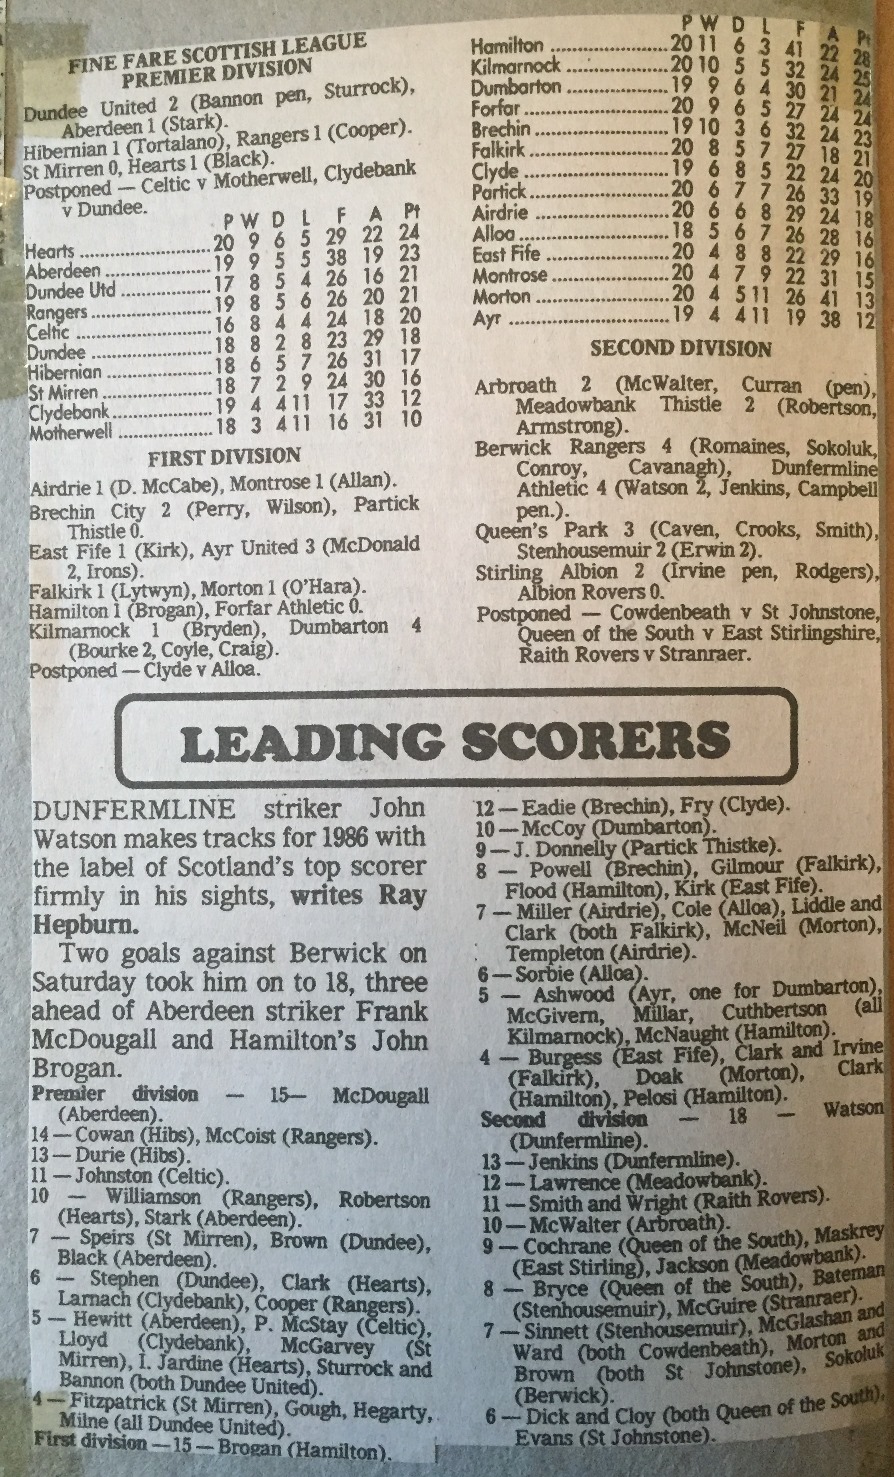 FINE FARE SCOTTISH LEAGUE
PREMIER DIVISION
Dundee United 2 (Bannon pen, Sturrock),
Aberdeen 1 (Stark).
Hibernian 1 (Tortalano), Rangers 1 (Cooper).
St Mirren 0, Hearts 1 (Black).
Postponed — Celtic v Motherwell, Clydebank
v Dundee.
P W D L F A Pt
Hearts ..................... 20 9 6 5 29 22 24
Aberdeen ................. 19 9 5 5 38 19 23
Dundee Utd .............. 17 8 5 4 26 16 21
Rangers ................... 19 8 5 6 26 20 21
Celtic ...................... 16 8 4 4 24 18 20
Dundee .................... 18 8 2 8 23 29 18
Hibernian ................. 18 6 5 7 26 31 17
St Mirren ................. 18 7 2 9 24 30 16
Clydebank ................ 19 4 4 11 17 33 12
Motherwell ............... 18 3 4 11 16 31 10
FIRST DIVISION
Airdrie 1 (D. McCabe), Montrose 1 (Allan).
Brechin City 2 (Perry, Wilson), Partick
Thistle 0.
East Fife 1 (Kirk), Ayr United 3 (McDonald
2, Irons).
Falkirk 1 (Lytwyn), Morton 1 (O'Hara).
Hamilton 1 (Brogan), Forfar Athletic 0.
Kilmarnock 1 (Bryden), Dumbarton 4
(Bourke 2, Coyle, Craig).
Postponed — Clyde v Alloa.
P W D L F A Pt
Hamilton ..................... 20 11 6 3 41 22 28
Kilmarnock .................. 20 10 5 5 32 24 25
Dumbarton .................. 19 9 6 4 30 21 24
Forfar ........................ 20 9 6 5 27 24 24
Brechin ...................... 19 10 3 6 32 24 23
Falkirk ....................... 20 8 5 7 27 18 21
Clyde ......................... 19 6 8 5 22 24 20
Partick ....................... 20 6 7 7 26 33 19
Airdrie ....................... 20 6 6 8 29 24 18
Alloa ......................... 18 5 6 7 26 28 16
East Fife .................... 20 4 8 8 22 29 16
Montrose ................... 20 4 7 9 22 31 15
Morton ...................... 20 4 5 11 26 41 13
Ayr ........................... 19 4 4 11 19 38 12
SECOND DIVISION
Arbroath 2 (McWalter, Curran (pen),
Meadowbank Thistle 2 (Robertson,
Armstrong).
Berwick Rangers 4 (Romaines, Sokoluk,
Conroy, Cavanagh), Dunfermline
Athletic 4 (Watson 2, Jenkins, Campbell
pen.).
Queen's Park 3 (Caven, Crooks, Smith),
Stenhousemuir 2 (Erwin 2).
Stirling Albion 2 (Irvine pen, Rodgers),
Albion Rovers 0.
Postponed — Cowdenbeath v St Johnstone,
Queen of the South v East Stirlingshire,
Raith Rovers v Stranraer.
LEADING SCORERS
DUNFERMLINE striker John
Watson makes tracks for 1986 with
the label of Scotland's top scorer
firmly in his sights, writes Ray
Hepburn.
Two goals against Berwick on
Saturday took him on to 18, three
ahead of Aberdeen striker Frank
McDougall and Hamilton's John
Brogan.
Premier division — 15— McDougall
(Aberdeen).
14 — Cowan (Hibs), McCoist (Rangers).
13 — Durie (Hibs).
11 — Johnston (Celtic).
10 — Williamson (Rangers), Robertson
(Hearts), Stark (Aberdeen).
7 — Speirs (St Mirren), Brown (Dundee),
Black (Aberdeen).
6 — Stephen (Dundee), Clark (Hearts),
Larnach (Clydebank), Cooper (Rangers).
5 — Hewitt (Aberdeen), P. McStay (Celtic),
Lloyd (Clydebank), McGarvey (St
Mirren), I. Jardine (Hearts), Sturrock and
Bannon (both Dundee United).
4 — Fitzpatrick (St Mirren), Gough, Hegarty,
Milne (all Dundee United).
First division — 15 — Brogan (Hamilton).
12 — Eadie (Brechin), Fry (Clyde).
10 — McCoy (Dumbarton).
9 — J. Donnelly (Partick Thistke).
8 — Powell (Brechin), Gilmour (Falkirk),
Flood (Hamilton), Kirk (East Fife).
7 — Miller (Airdrie), Cole (Alloa), Liddle and
Clark (both Falkirk), McNeil (Morton),
Templeton (Airdrie).
6 — Sorbie (Alloa).
5 — Ashwood (Ayr, one for Dumbarton),
McGivern, Millar, Cuthbertson (all
Kilmarnock), McNaught (Hamilton).
4 — Burgess (East Fife), Clark and Irvine
(Falkirk), Doak (Morton), Clark
(Hamilton), Pelosi (Hamilton).
Second division — 18 — Watson
(Dunfermline).
13 — Jenkins (Dunfermline).
12 — Lawrence (Meadowbank).
11 — Smith and Wright (Raith Rovers).
10 — McWalter (Arbroath).
9 — Cochrane (Queen of the South), Maskrey
(East Stirling), Jackson (Meadowbank).
8 — Bryce (Queen of the South), Bateman
(Stenhousemuir), McGuire (Stranraer).
7 — Sinnett (Stenhousemuir), McGlashan and
Ward (both Cowdenbeath), Morton and
Brown (both St Johnstone), Sokoluk
(Berwick).
6 — Dick and Cloy (both Queen of the South),
Evans (St Johnstone).